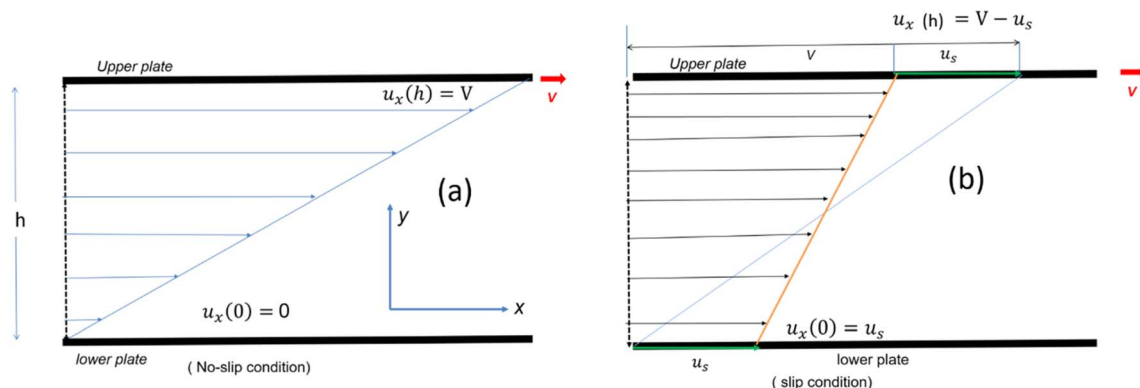 Upper plate
v
u_x(h) = V
h
(a)
y
x
u_x(0) = 0
lower plate
( No-slip condition)
u_x (h) = V − u_s
V
u_s
Upper plate
v
(b)
u_x(0) = u_s
u_s
lower plate
( slip condition)